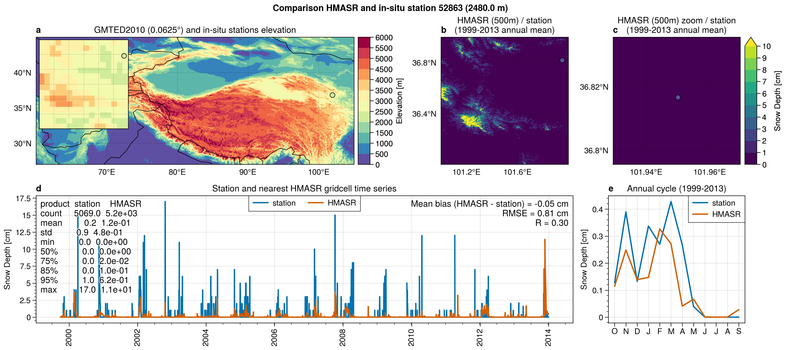 Comparison HMASR and in-situ station 52863 (2480.0 m)
a GMTED2010 (0.0625°) and in-situ stations elevation
45°N
40°N
35°N
30°N
70°E 80°E 90°E 100°E
6000
5500
5000
4500
4000
3500
3000
2500
2000
1500
1000
500
0
Elevation [m]
b HMASR (500m) / station
(1999-2013 annual mean)
36.8°N
36.4°N
101.2°E 101.6°E
c HMASR (500m) zoom / station
(1999-2013 annual mean)
36.82°N
36.8°N
101.94°E 101.96°E
10
9
8
7
6
5
4
3
2
1
0
Snow Depth [cm]
d Station and nearest HMASR gridcell time series
Snow Depth [cm]
17.5
15.0
12.5
10.0
7.5
5.0
2.5
0
product station HMASR
count 5069.0 5.2e+03
mean 0.2 1.2e-01
std 0.9 4.8e-01
min 0.0 0.0e+00
50% 0.0 0.0e+00
75% 0.0 2.0e-02
85% 0.0 1.0e-01
95% 1.0 6.2e-01
max 17.0 1.1e+01
station HMASR
Mean bias (HMASR - station) = -0.05 cm
RMSE = 0.81 cm
R = 0.30
2000 2002 2004 2006 2008 2010 2012 2014
e Annual cycle (1999-2013)
Snow Depth [cm]
0.4
0.3
0.2
0.1
0
station
HMASR
O N D J F M A M J J A S